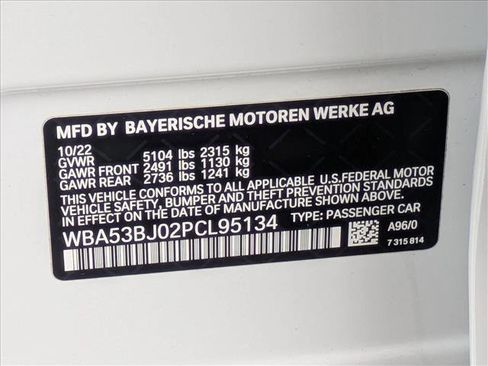 MFD BY BAYERISCHE MOTOREN WERKE AG
10/22
GVWR 5104 lbs 2315 kg
GAWR FRONT 2491 lbs 1130 kg
GAWR REAR 2736 lbs 1241 kg
THIS VEHICLE CONFORMS TO ALL APPLICABLE U.S.FEDERAL MOTOR
VEHICLE SAFETY, BUMPER, AND THEFT PREVENTION STANDARDS
IN EFFECT ON THE DATE OF MANUFACTURE SHOWN ABOVE.
WBA53BJ02PCL95134 TYPE: PASSENGER CAR
A96/0
7 315 814